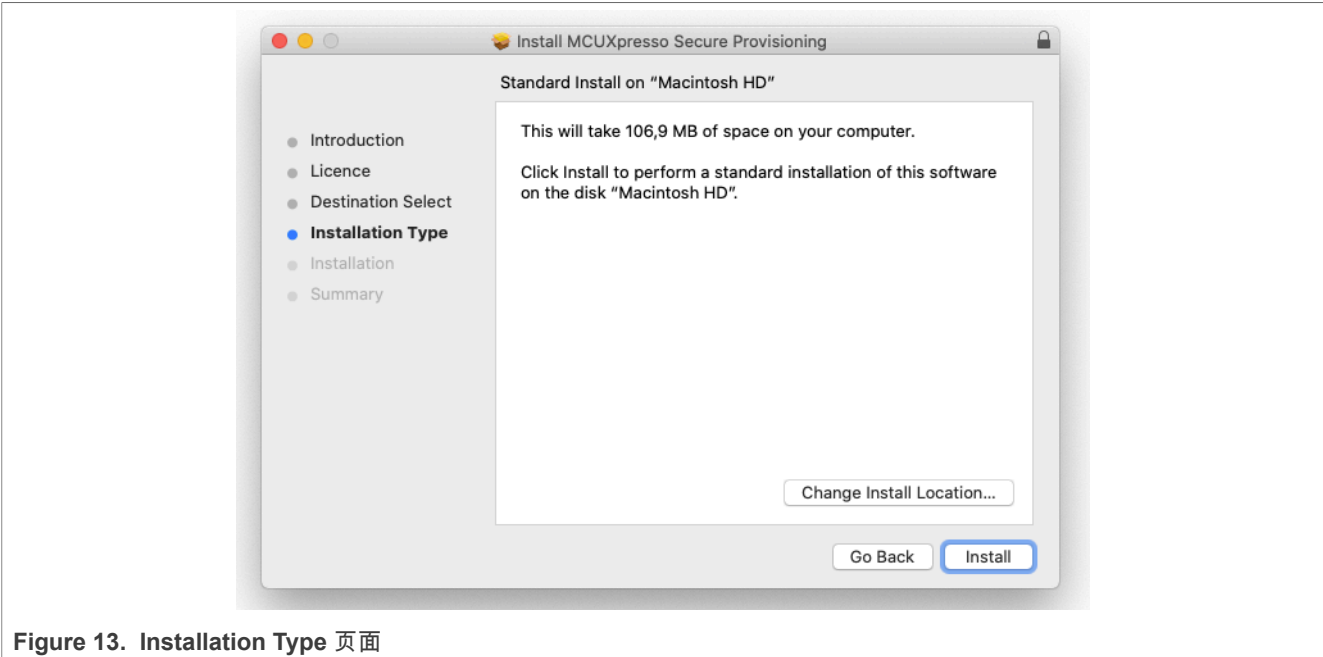 Install MCUXpresso Secure Provisioning
Standard Install on “Macintosh HD”
Introduction
Licence
Destination Select
Installation Type
Installation
Summary
This will take 106,9 MB of space on your computer.
Click Install to perform a standard installation of this software
on the disk “Macintosh HD”.
Change Install Location...
Go Back
Install
Figure 13. Installation Type 页面